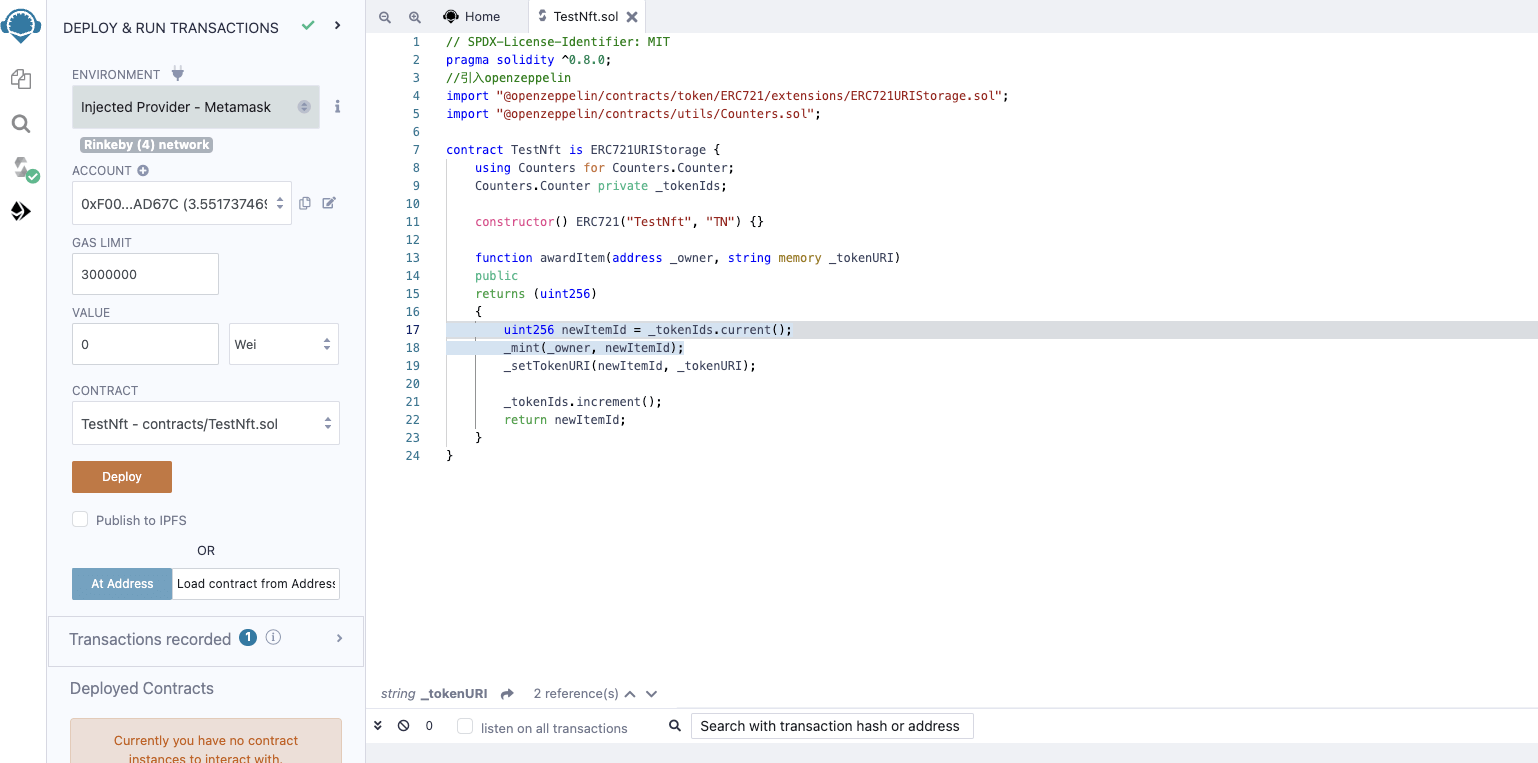 DEPLOY & RUN TRANSACTIONS
ENVIRONMENT
Injected Provider - Metamask
Rinkeby (4) network
ACCOUNT
0xF00...AD67C (3.55173746
GAS LIMIT
3000000
VALUE
0
Wei
CONTRACT
TestNft - contracts/TestNft.sol
Deploy
Publish to IPFS
OR
At Address
Load contract from Address
Transactions recorded 1 i
Deployed Contracts
Currently you have no contract
instances to interact with.
Home
TestNft.sol
1 // SPDX-License-Identifier: MIT
2 pragma solidity ^0.8.0;
3 //引入openzeppelin
4 import "@openzeppelin/contracts/token/ERC721/extensions/ERC721URIStorage.sol";
5 import "@openzeppelin/contracts/utils/Counters.sol";
6
7 contract TestNft is ERC721URIStorage {
8     using Counters for Counters.Counter;
9     Counters.Counter private _tokenIds;
10
11     constructor() ERC721("TestNft", "TN") {}
12
13     function awardItem(address _owner, string memory _tokenURI)
14     public
15     returns (uint256)
16     {
17         uint256 newItemId = _tokenIds.current();
18         _mint(_owner, newItemId);
19         _setTokenURI(newItemId, _tokenURI);
20
21         _tokenIds.increment();
22         return newItemId;
23     }
24 }
string _tokenURI 2 reference(s)
0 listen on all transactions Search with transaction hash or address